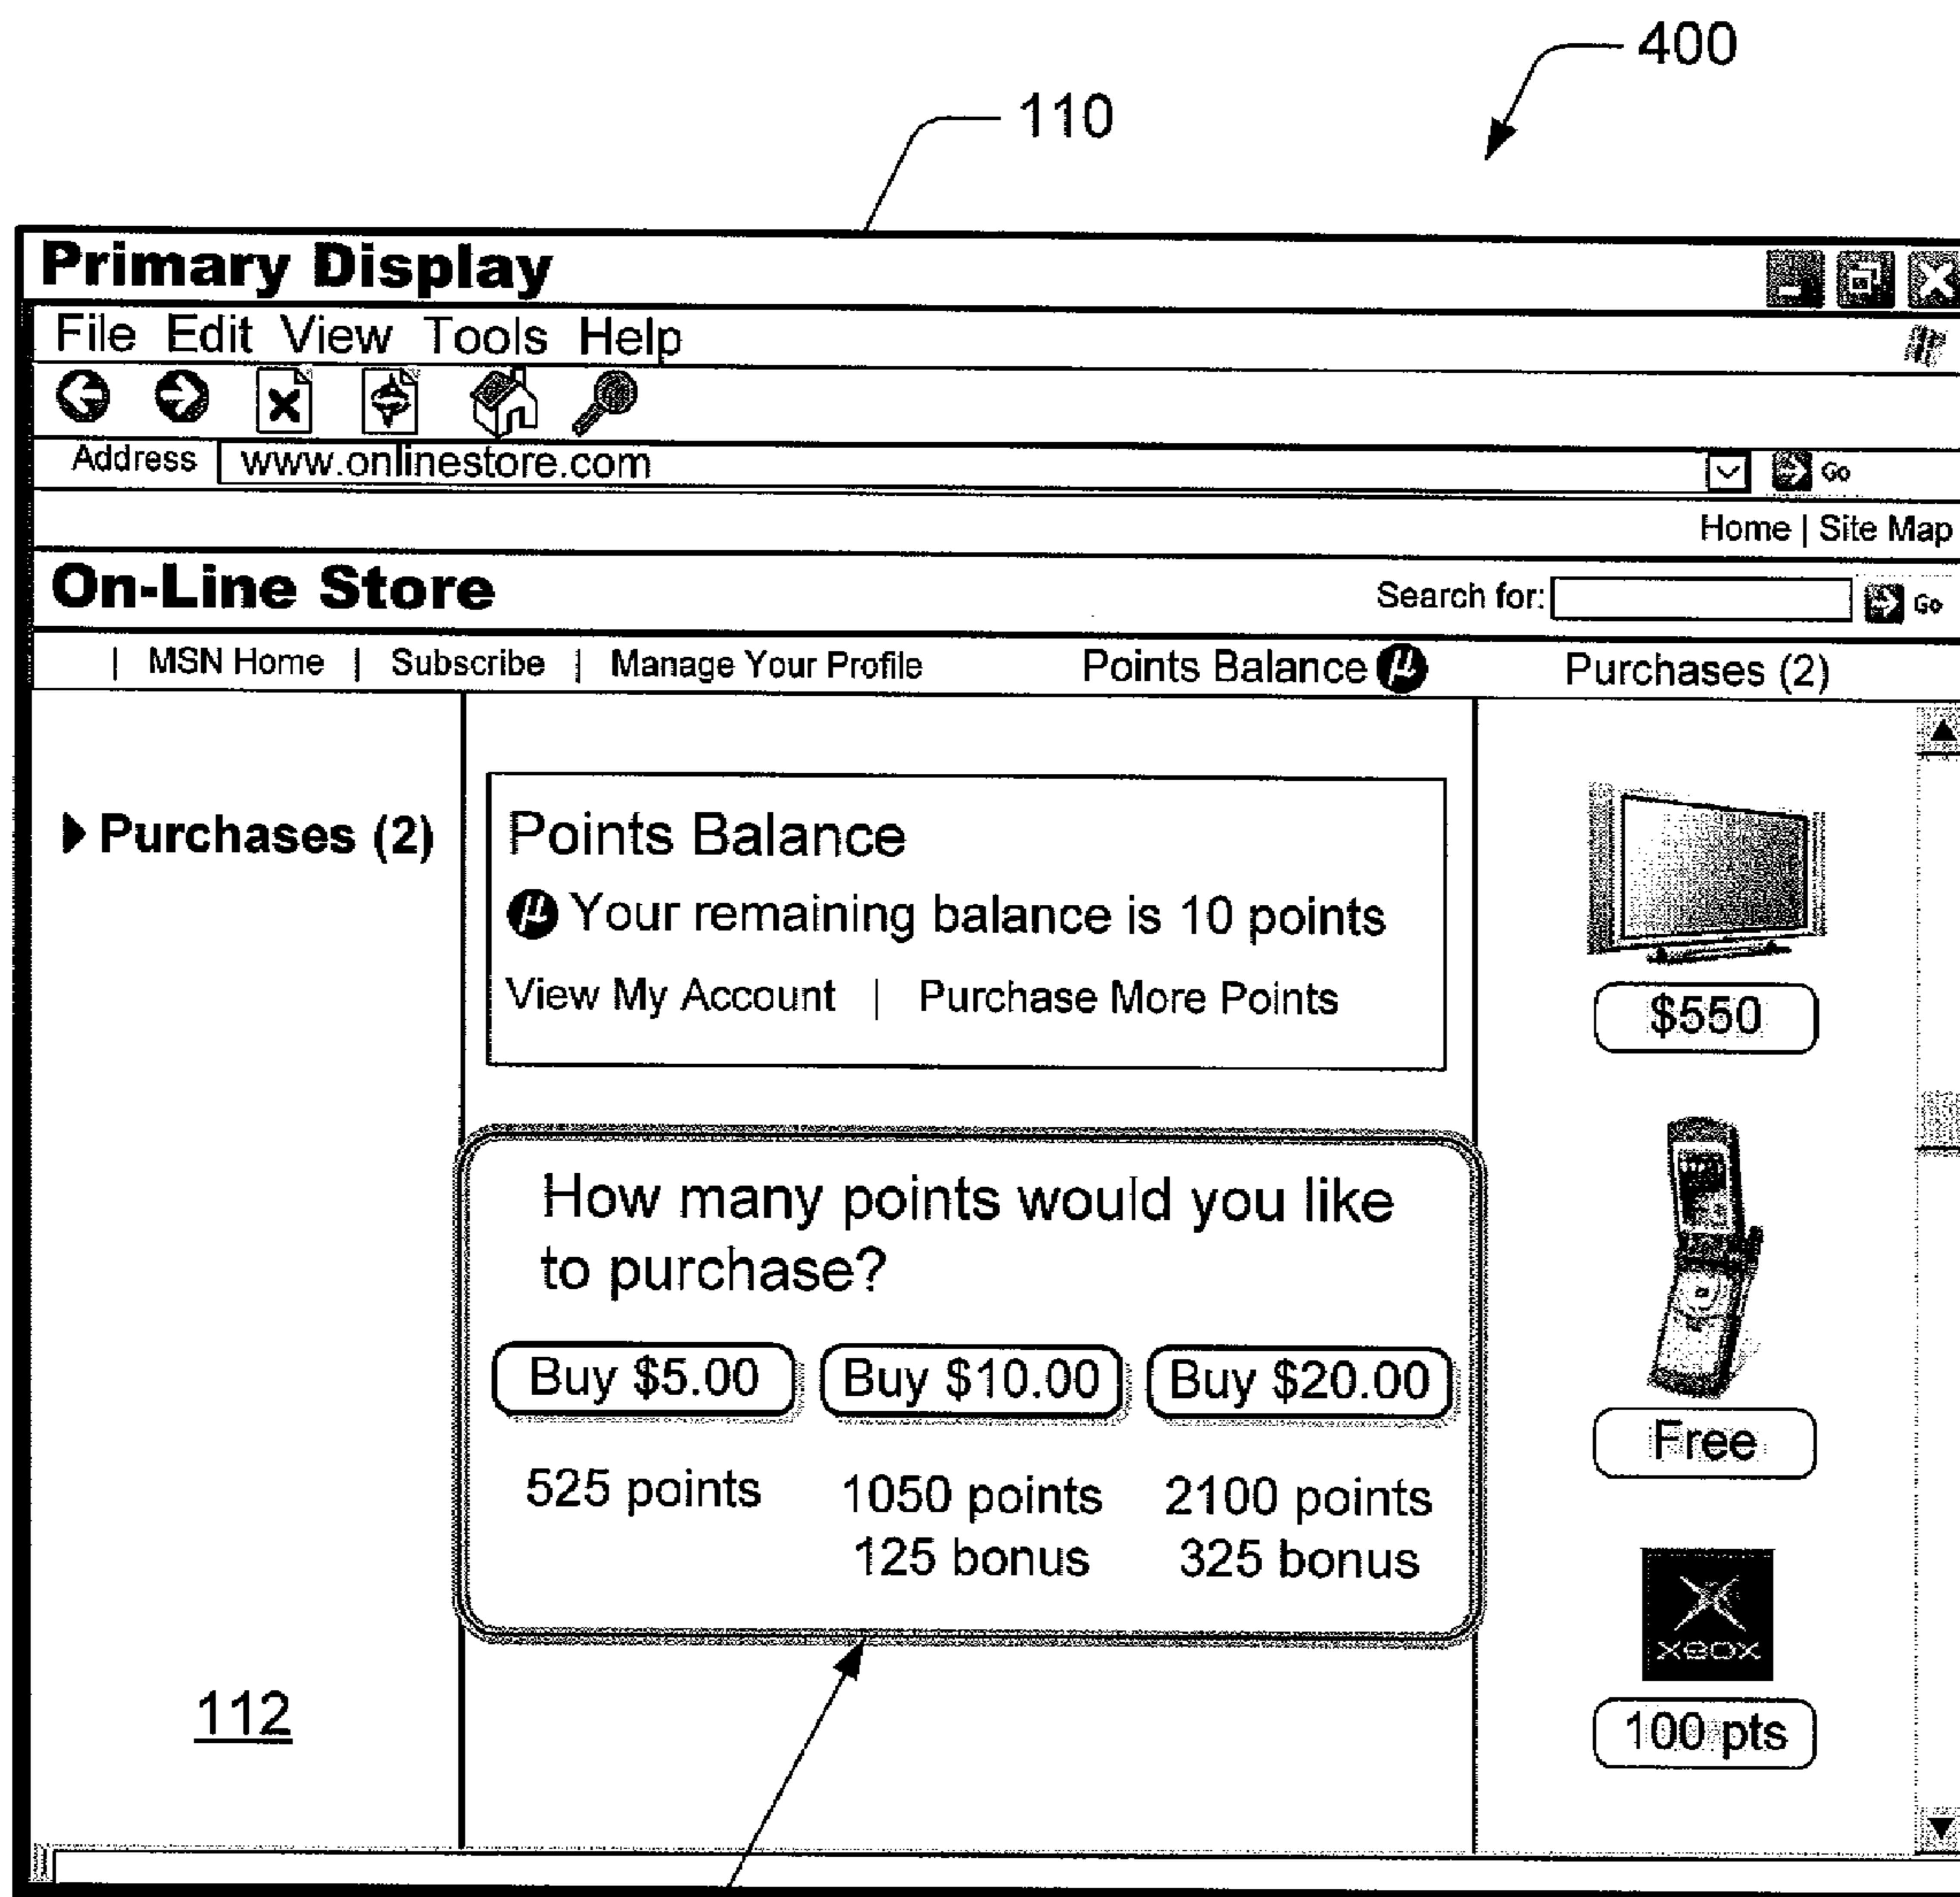 400
110
Primary Display
File Edit View Tools Help
Address www.onlinestore.com Go
Home | Site Map
On-Line Store Search for: Go
| MSN Home | Subscribe | Manage Your Profile Points Balance μ Purchases (2)
Purchases (2)
Points Balance
μ Your remaining balance is 10 points
View My Account | Purchase More Points
$550
How many points would you like
to purchase?
Buy $5.00 Buy $10.00 Buy $20.00
525 points 1050 points 2100 points
125 bonus 325 bonus
Free
XBOX
100 pts
112